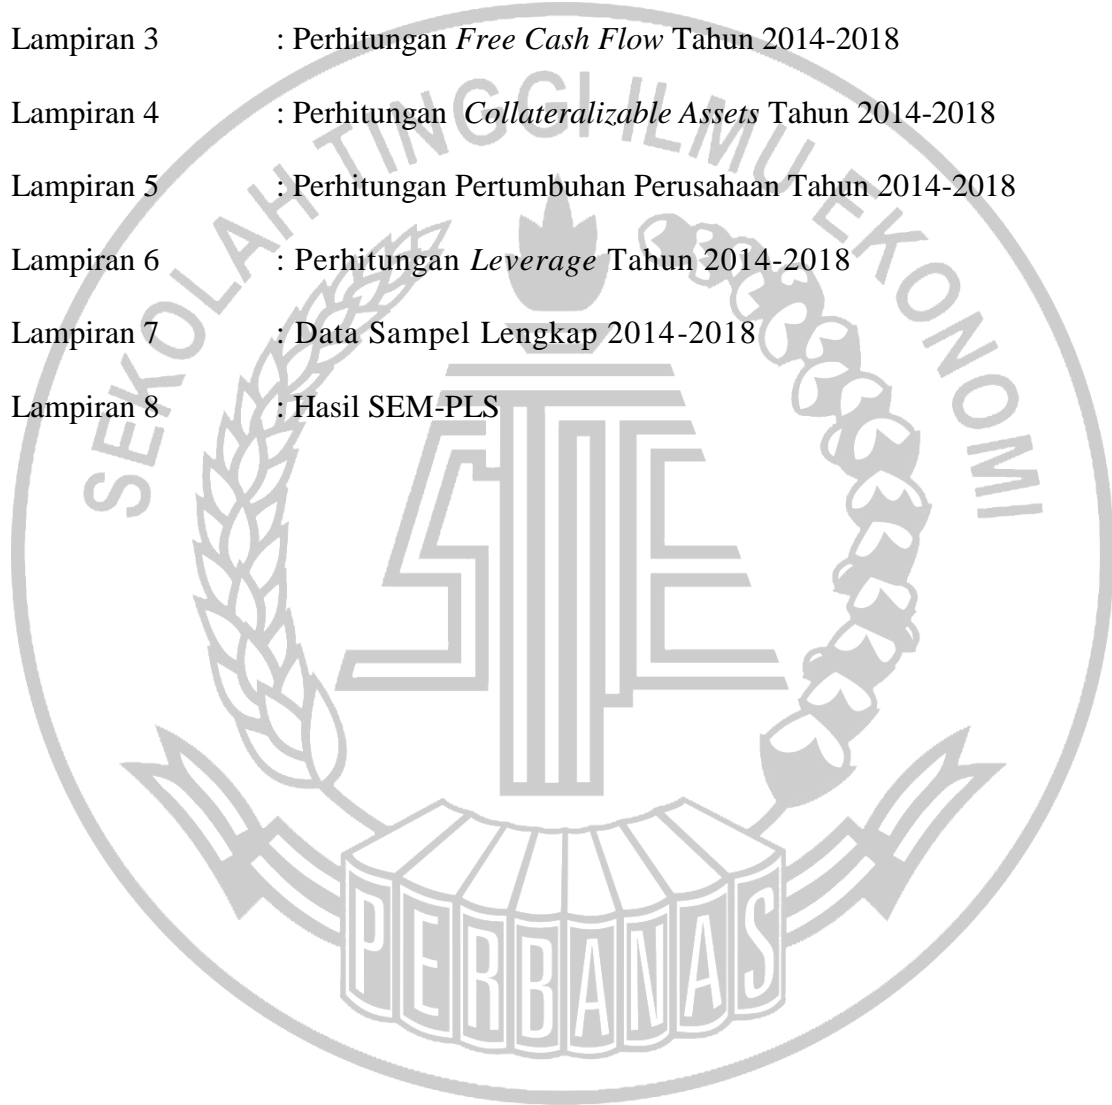 Lampiran 3 : Perhitungan Free Cash Flow Tahun 2014-2018
Lampiran 4 : Perhitungan Collateralizable Assets Tahun 2014-2018
Lampiran 5 : Perhitungan Pertumbuhan Perusahaan Tahun 2014-2018
Lampiran 6 : Perhitungan Leverage Tahun 2014-2018
Lampiran 7 : Data Sampel Lengkap 2014-2018
Lampiran 8 : Hasil SEM-PLS
SEKOLAH TINGGI ILMU EKONOMI
STIE
PERBANAS